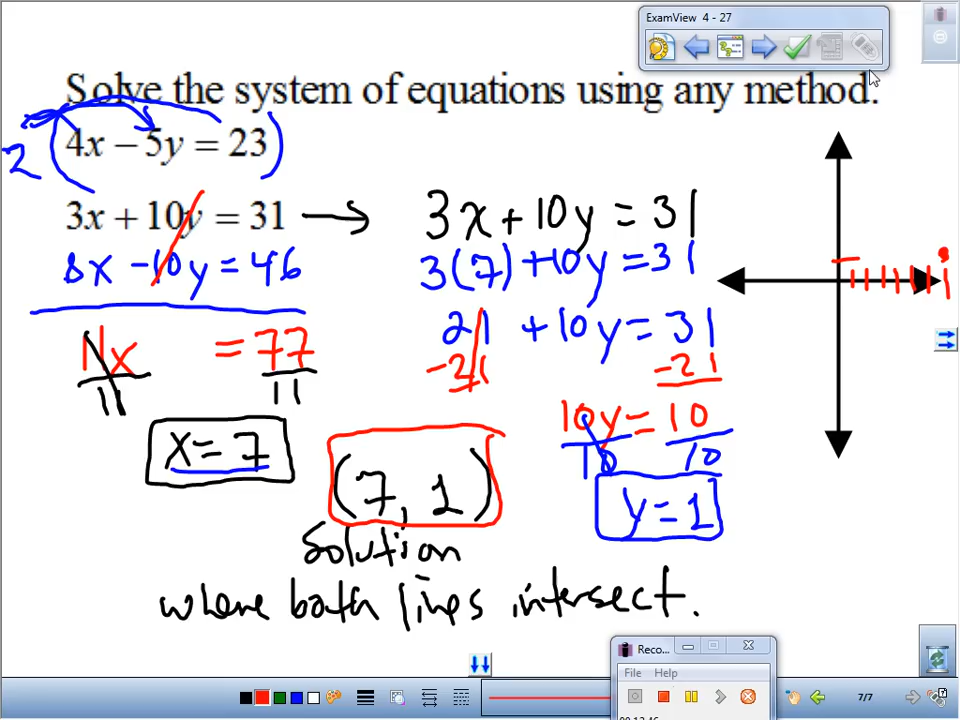 ExamView 4 - 27
Solve the system of equations using any method.
2 (4x − 5y = 23)
3x + 10y = 31 → 3x + 10y = 31
8x − 10y = 46
3(7) + 10y = 31
21 + 10y = 31
11x = 77
-21 -21
11 11
10y = 10
10 10
x = 7
(7, 1)
y = 1
Solution
where both lines intersect.
Reco...
File Help
7/7